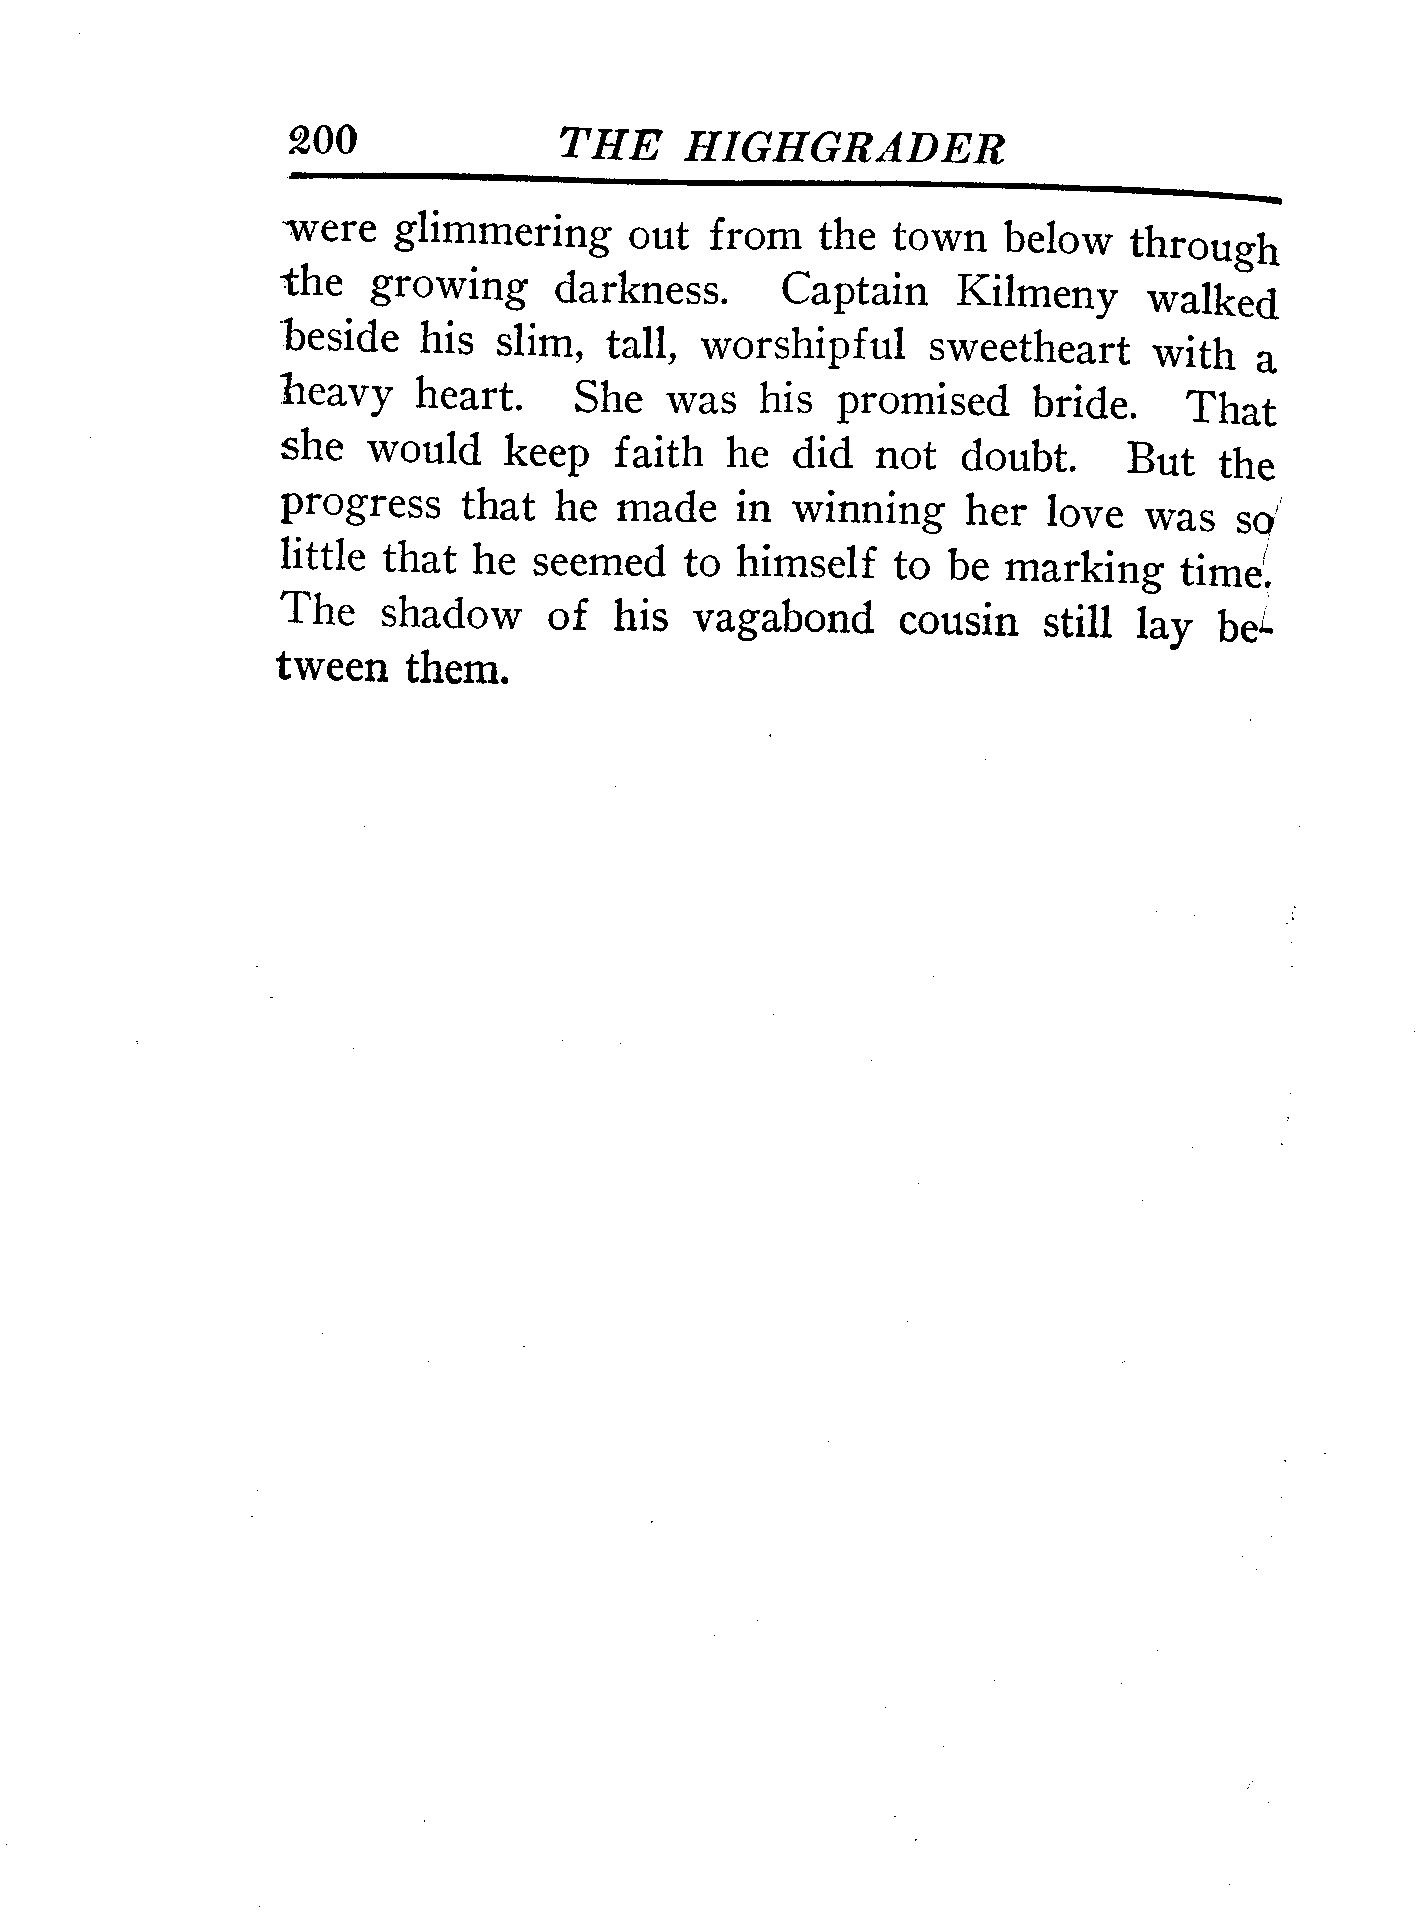 200 THE HIGHGRADER
were glimmering out from the town below through
the growing darkness. Captain Kilmeny walked
beside his slim, tall, worshipful sweetheart with a
heavy heart. She was his promised bride. That
she would keep faith he did not doubt. But the
progress that he made in winning her love was so
little that he seemed to himself to be marking time.
The shadow of his vagabond cousin still lay be-
tween them.